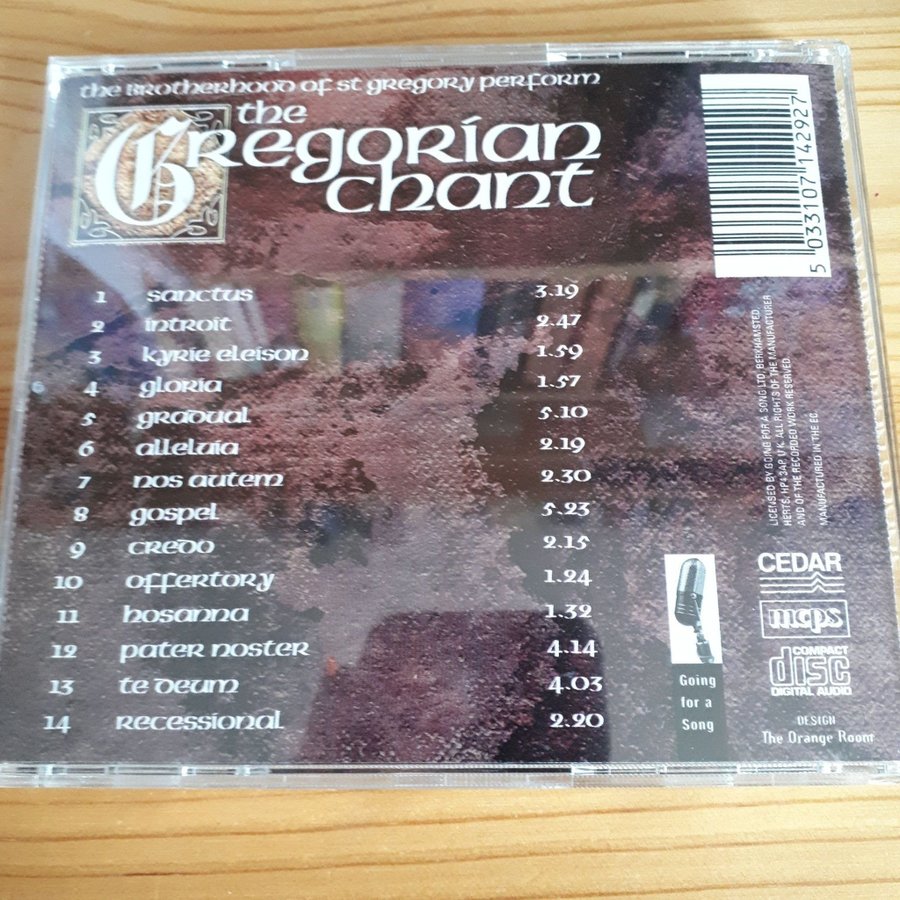 the Brotherhood of St Gregory perform
the
Gregorian
chant
1 Sanctus 3.19
2 Introit 2.47
3 Kyrie Eleison 1.59
4 Gloria 1.57
5 Gradual 5.10
6 Alleluia 2.19
7 Nos Autem 2.30
8 Gospel 5.23
9 Credo 2.15
10 Offertory 1.24
11 Hosanna 1.32
12 Pater Noster 4.14
13 Te Deum 4.03
14 Recessional 2.20
5 033107 142927
LICENSED BY GOING FOR A SONG LTD, BERKHAMSTED,
HERTS, HP4 3AP. U.K. ALL RIGHTS OF THE MANUFACTURER
AND OF THE RECORDED WORK RESERVED.
MANUFACTURED IN THE EC.
Going
for a
Song
CEDAR
mcps
COMPACT
disc
DIGITAL AUDIO
DESIGN
The Orange Room